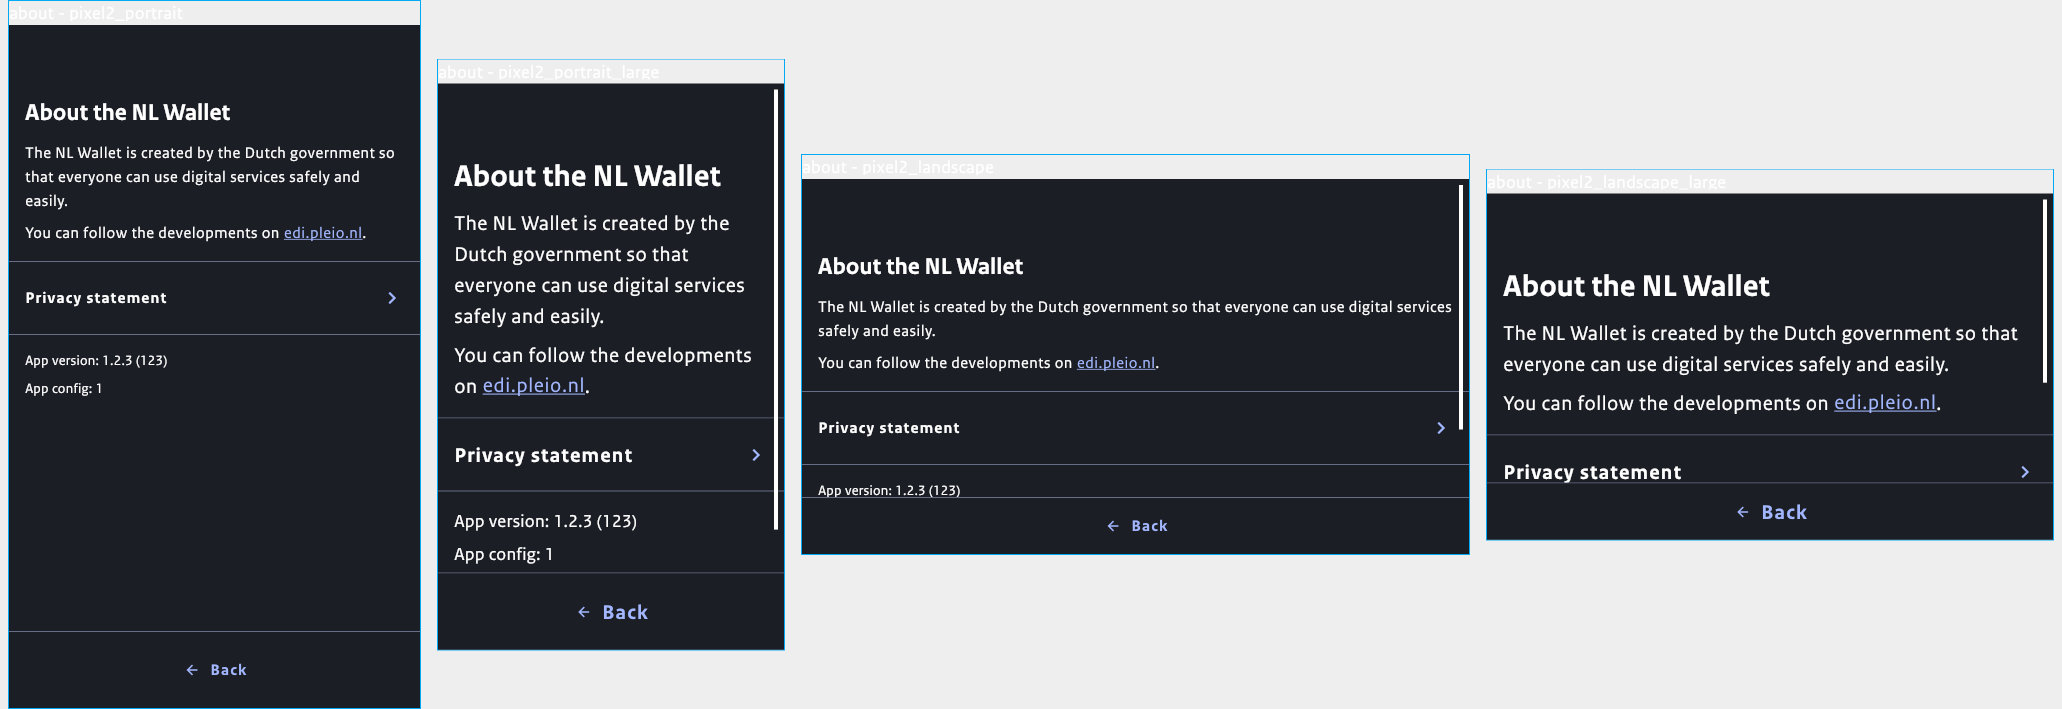 about - pixel2_portrait
About the NL Wallet
The NL Wallet is created by the Dutch government so
that everyone can use digital services safely and
easily.
You can follow the developments on edi.pleio.nl.
Privacy statement
App version: 1.2.3 (123)
App config: 1
Back
about - pixel2_portrait_large
About the NL Wallet
The NL Wallet is created by the
Dutch government so that
everyone can use digital services
safely and easily.
You can follow the developments
on edi.pleio.nl.
Privacy statement
App version: 1.2.3 (123)
App config: 1
Back
about - pixel2_landscape
About the NL Wallet
The NL Wallet is created by the Dutch government so that everyone can use digital services
safely and easily.
You can follow the developments on edi.pleio.nl.
Privacy statement
App version: 1.2.3 (123)
Back
about - pixel2_landscape_large
About the NL Wallet
The NL Wallet is created by the Dutch government so that
everyone can use digital services safely and easily.
You can follow the developments on edi.pleio.nl.
Privacy statement
Back